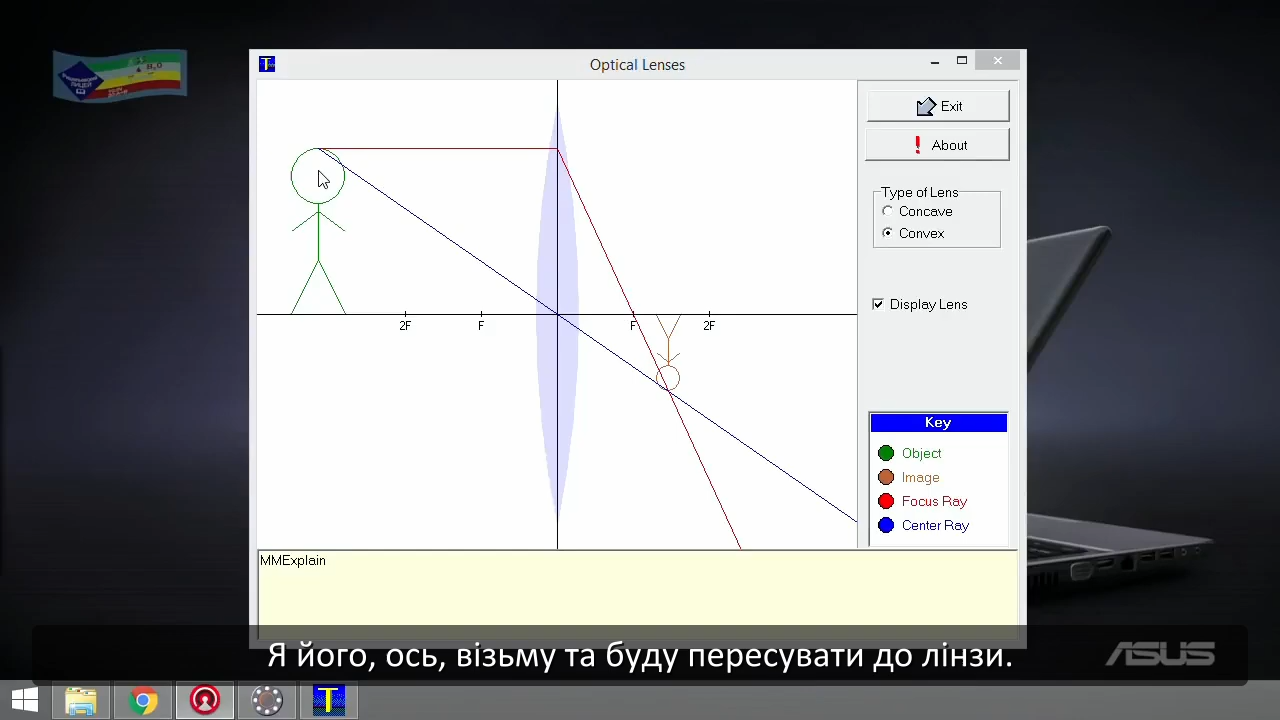 Optical Lenses
Exit
About
Type of Lens
Concave
Convex
Display Lens
2F
F
F
2F
Key
Object
Image
Focus Ray
Center Ray
MMExplain
Я його, ось, візьму та буду пересувати до лінзи.
ASUS